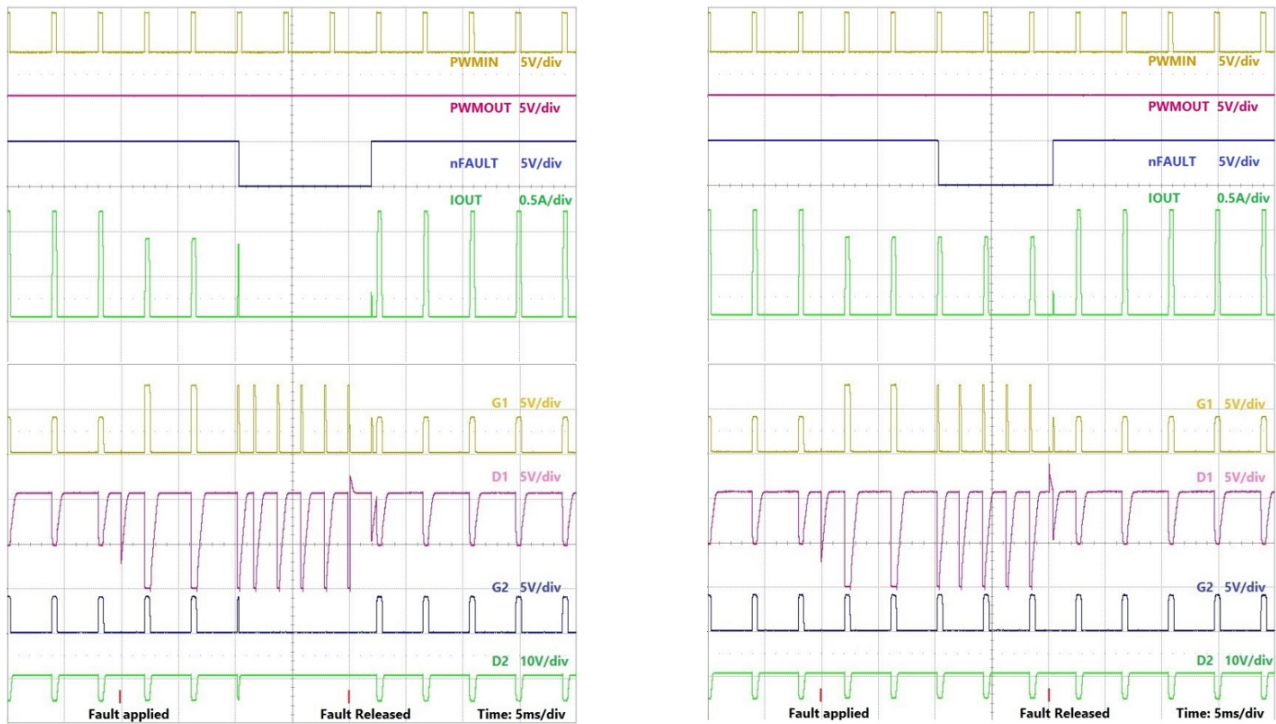 PWMIN 5V/div
PWMOUT 5V/div
nFAULT 5V/div
IOUT 0.5A/div
G1 5V/div
D1 5V/div
G2 5V/div
D2 10V/div
Fault applied Fault Released Time: 5ms/div
PWMIN 5V/div
PWMOUT 5V/div
nFAULT 5V/div
IOUT 0.5A/div
G1 5V/div
D1 5V/div
G2 5V/div
D2 10V/div
Fault applied Fault Released Time: 5ms/div